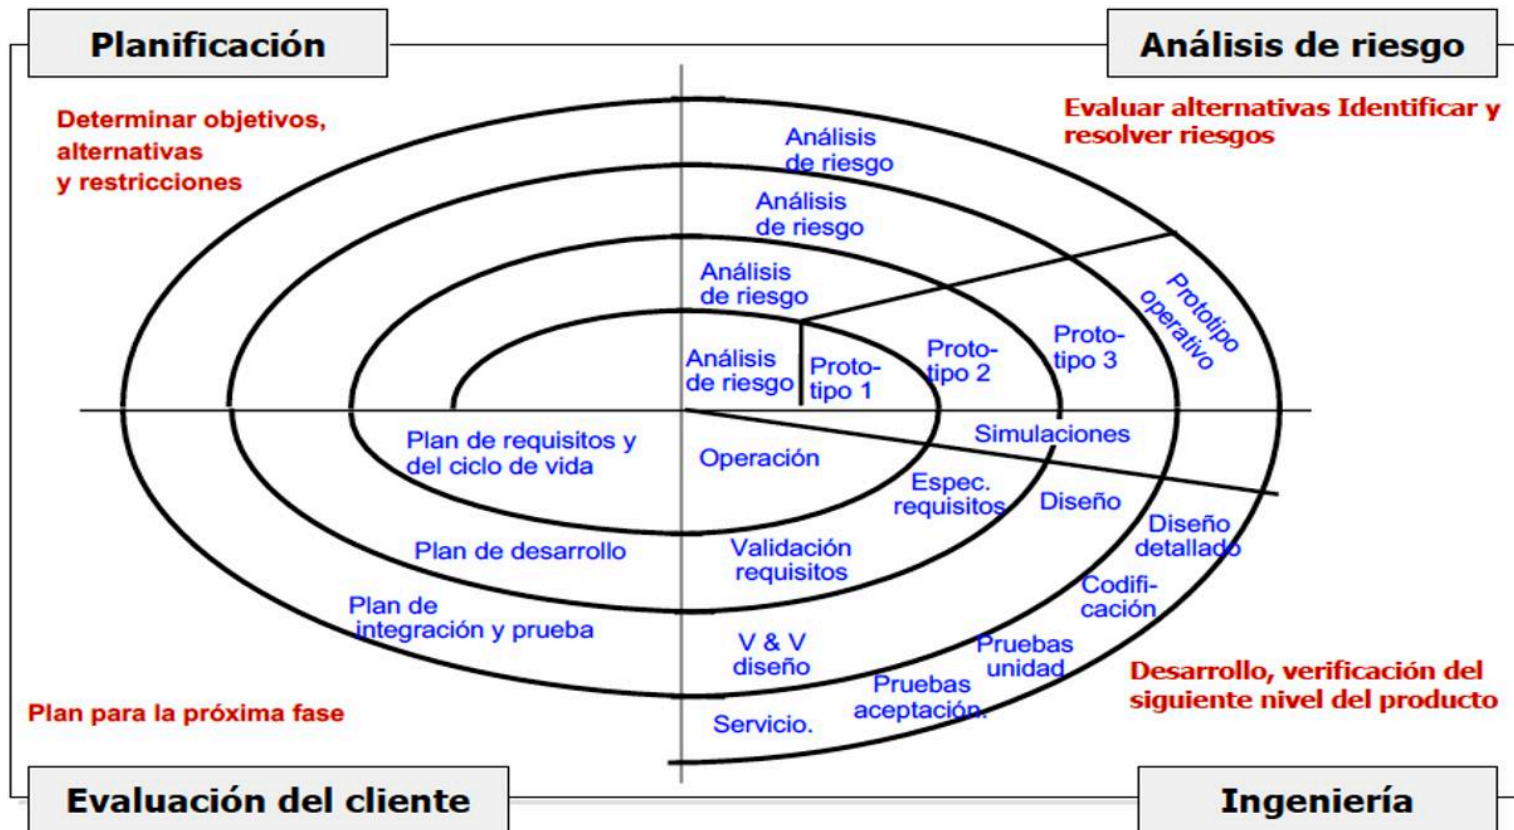 Planificación
Análisis de riesgo
Determinar objetivos,
alternativas
y restricciones
Evaluar alternativas Identificar y
resolver riesgos
Análisis
de riesgo
Análisis
de riesgo
Análisis
de riesgo
Análisis
de riesgo
Proto-
tipo 1
Proto-
tipo 2
Proto-
tipo 3
Prototipo
operativo
Plan de requisitos y
del ciclo de vida
Operación
Simulaciones
Espec.
requisitos
Diseño
Diseño
detallado
Plan de desarrollo
Validación
requisitos
Codifi-
cación
Plan de
integración y prueba
V & V
diseño
Pruebas
unidad
Pruebas
aceptación.
Servicio.
Desarrollo, verificación del
siguiente nivel del producto
Plan para la próxima fase
Evaluación del cliente
Ingeniería